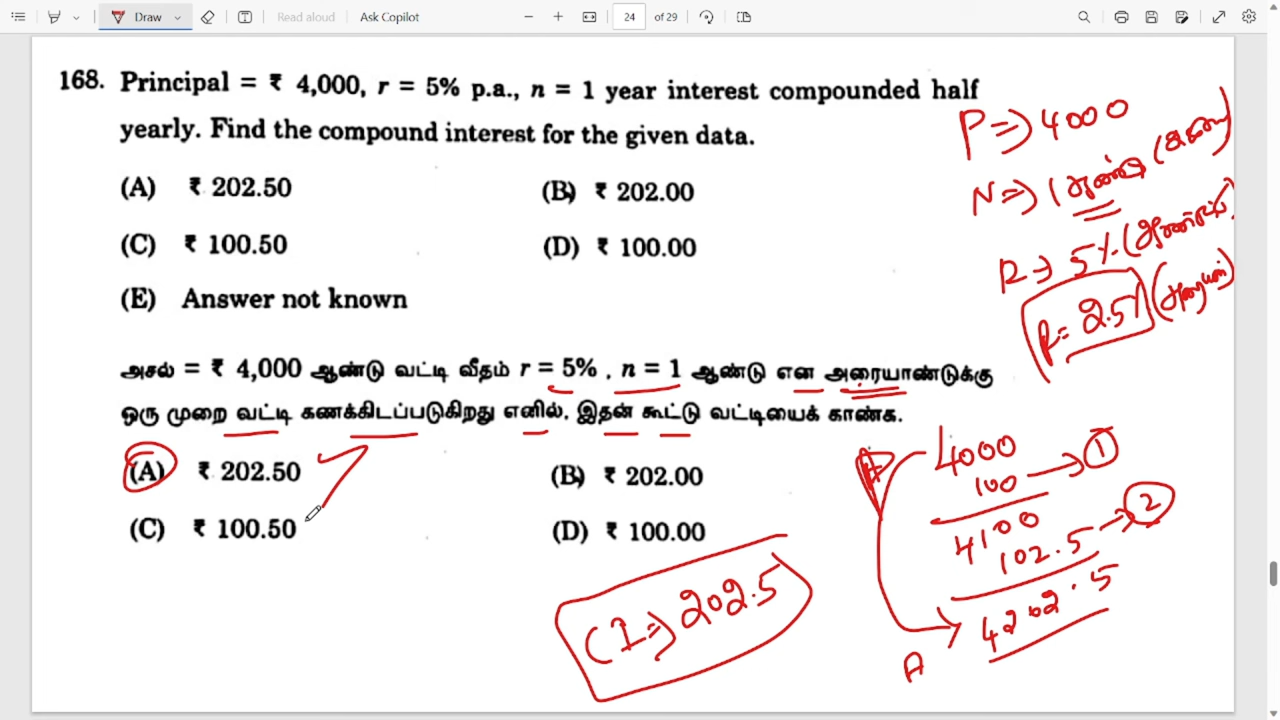 Draw
Read aloud
Ask Copilot
24
of 29
168. Principal = ₹ 4,000, r = 5% p.a., n = 1 year interest compounded half
yearly. Find the compound interest for the given data.
(A) ₹ 202.50
(B) ₹ 202.00
(C) ₹ 100.50
(D) ₹ 100.00
(E) Answer not known
அசல் = ₹ 4,000 ஆண்டு வட்டி வீதம் r = 5% , n = 1 ஆண்டு என அரையாண்டுக்கு
ஒரு முறை வட்டி கணக்கிடப்படுகிறது எனில், இதன் கூட்டு வட்டியைக் காண்க.
(A) ₹ 202.50
(B) ₹ 202.00
(C) ₹ 100.50
(D) ₹ 100.00
P => 4000
N => 1 ஆண்டு
R => 5%
R = 2.5%
4000
100 → 1
4100
102.5 → 2
4202.5
A
CI => 202.5